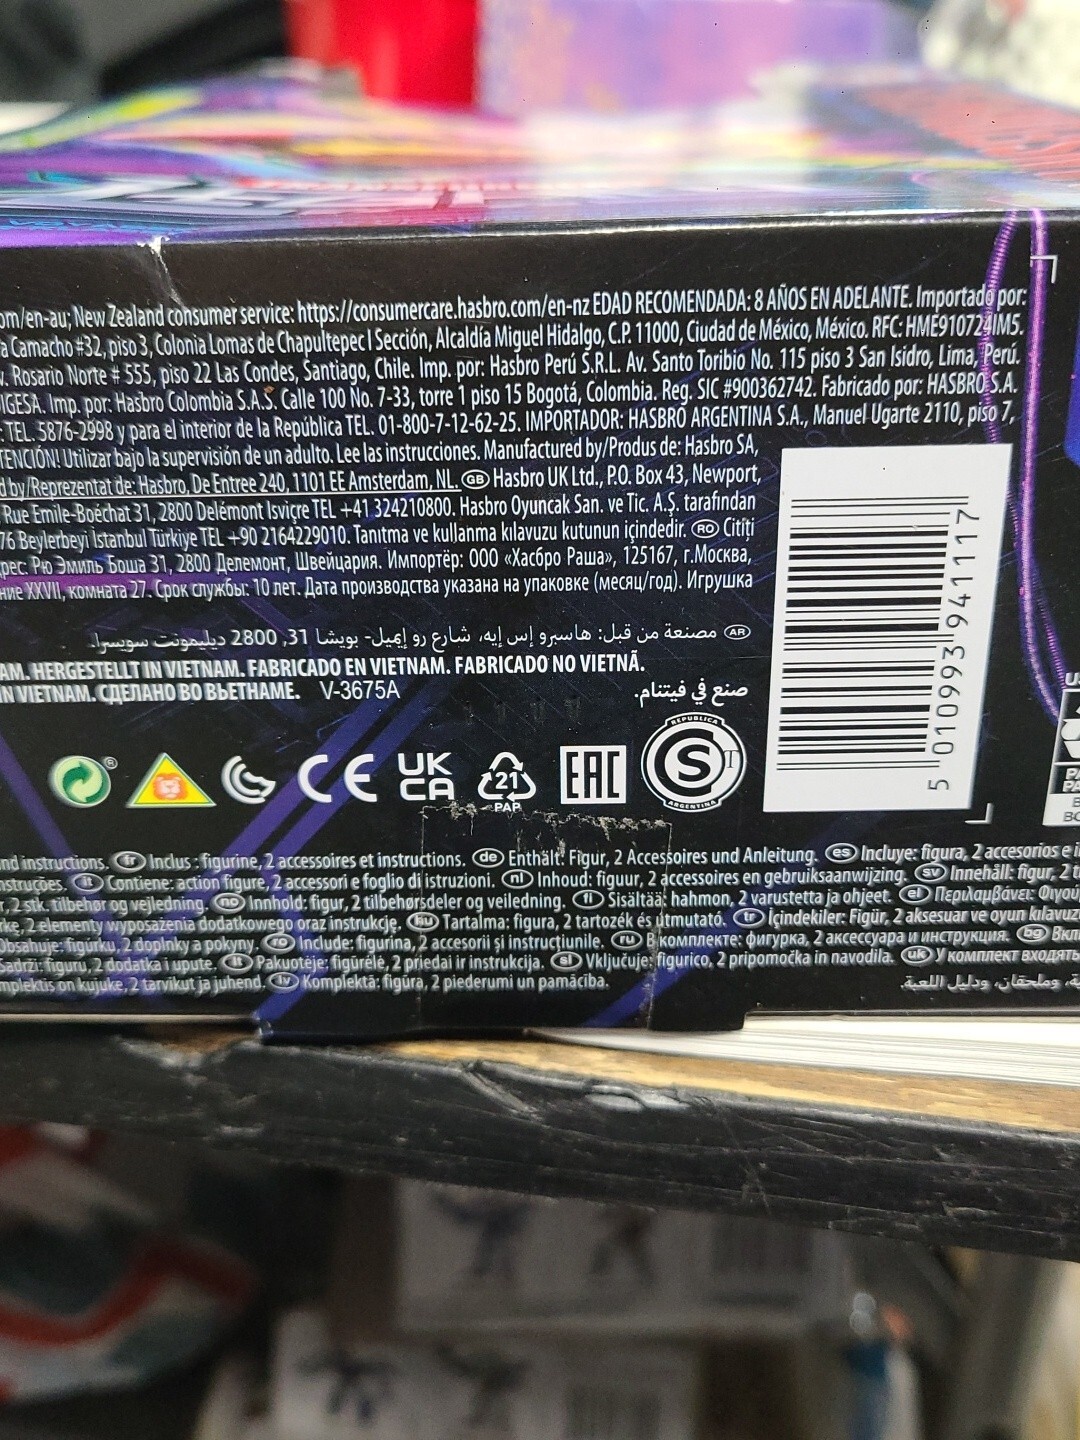 om/en-au; New Zealand consumer service: https://consumercare.hasbro.com/en-nz EDAD RECOMENDADA: 8 AÑOS EN ADELANTE. Importado por:
a Camacho #32, piso 3, Colonia Lomas de Chapultepec I Sección, Alcaldía Miguel Hidalgo, C.P. 11000, Ciudad de México, México. RFC: HME910724IM5.
v. Rosario Norte # 555, piso 22 Las Condes, Santiago, Chile. Imp. por: Hasbro Perú S.R.L. Av. Santo Toribio No. 115 piso 3 San Isidro, Lima, Perú.
IGESA. Imp. por: Hasbro Colombia S.A.S. Calle 100 No. 7-33, torre 1 piso 15 Bogotá, Colombia. Reg. SIC #900362742. Fabricado por: HASBRO S.A.
: TEL. 5876-2998 y para el interior de la República TEL. 01-800-7-12-62-25. IMPORTADOR: HASBRO ARGENTINA S.A., Manuel Ugarte 2110, piso 7,
TENCIÓN! Utilizar bajo la supervisión de un adulto. Lee las instrucciones. Manufactured by/Produs de: Hasbro SA,
d by/Reprezentat de: Hasbro, De Entree 240, 1101 EE Amsterdam, NL. GB Hasbro UK Ltd., P.O. Box 43, Newport,
Rue Emile-Boéchat 31, 2800 Delémont Isviçre TEL +41 324210800. Hasbro Oyuncak San. ve Tic. A.Ş. tarafından
76 Beylerbeyi İstanbul Türkiye TEL +90 2164229010. Tanıtma ve kullanma kılavuzu kutunun içindedir. RO Citiți
рес: Рю Эмиль Боша 31, 2800 Делемонт, Швейцария. Импортёр: ООО «Хасбро Раша», 125167, г.Москва,
ние XXVII, комната 27. Срок службы: 10 лет. Дата производства указана на упаковке (месяц/год). Игрушка
AR مصنعة من قبل: هاسبرو إس إيه، شارع رو إيميل- بويشا 31, 2800 ديليمونت سويسرا.
AM. HERGESTELLT IN VIETNAM. FABRICADO EN VIETNAM. FABRICADO NO VIETNÃ.
IN VIETNAM. СДЕЛАНО ВО ВЬЕТНАМЕ. V-3675A
صنع في فيتنام.
5 010993 941117
CE UK CA 21 PAP EAC
REPUBLICA S T ARGENTINA
nd instructions. fr Inclus : figurine, 2 accessoires et instructions. de Enthält: Figur, 2 Accessoires und Anleitung. es Incluye: figura, 2 accesorios e i
nstruções. it Contiene: action figure, 2 accessori e foglio di istruzioni. nl Inhoud: figuur, 2 accessoires en gebruiksaanwijzing. sv Innehåll: figur, 2 ti
r, 2 stk. tilbehør og vejledning. no Innhold: figur, 2 tilbehørsdeler og veiledning. fi Sisältää: hahmon, 2 varustetta ja ohjeet. el Περιλαμβάνει: Φιγού
rkę, 2 elementy wyposażenia dodatkowego oraz instrukcję. hu Tartalma: figura, 2 tartozék és útmutató. tr İçindekiler: Figür, 2 aksesuar ve oyun kılavuz
Obsahuje: figúrku, 2 doplnky a pokyny. ro Include: figurina, 2 accesorii și instrucțiunile. ru В комплекте: фигурка, 2 аксессуара и инструкция. bg Вкл
Sadrži: figuru, 2 dodatka i upute. lt Pakuotėje: figūrėlė, 2 priedai ir instrukcija. sl Vključuje: figurico, 2 pripomočka in navodila. uk У комплект входять
mplektis on kujuke, 2 tarvikut ja juhend. lv Komplektā: figūra, 2 piederumi un pamācība.
، وملحقان، ودليل اللعبة.